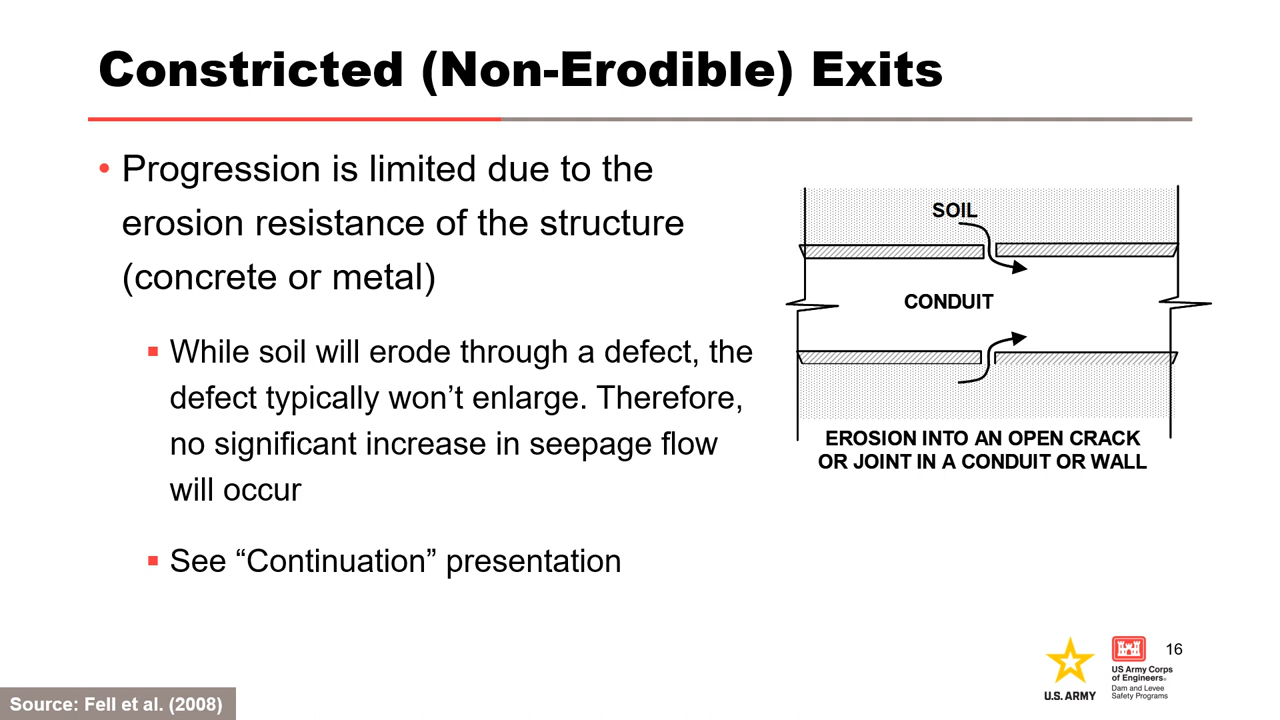 Constricted (Non-Erodible) Exits
• Progression is limited due to the
erosion resistance of the structure
(concrete or metal)
▪ While soil will erode through a defect, the
defect typically won’t enlarge. Therefore,
no significant increase in seepage flow
will occur
▪ See “Continuation” presentation
SOIL
CONDUIT
EROSION INTO AN OPEN CRACK
OR JOINT IN A CONDUIT OR WALL
U.S. ARMY
US Army Corps
of Engineers®
Dam and Levee
Safety Programs
16
Source: Fell et al. (2008)